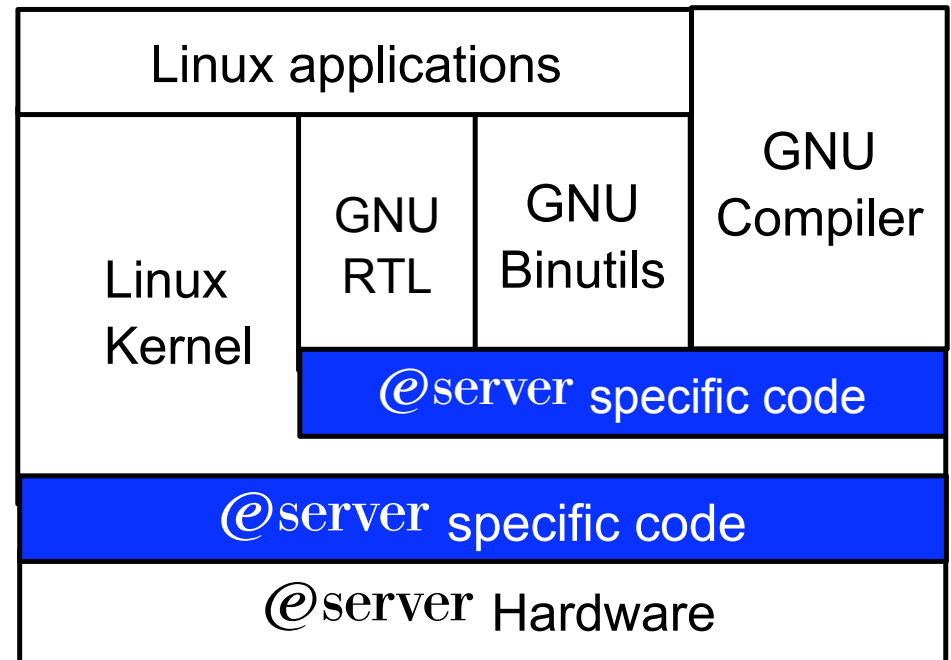 Linux applications
GNU
Compiler
GNU
RTL
GNU
Binutils
Linux
Kernel
eserver specific code
eserver specific code
eserver Hardware